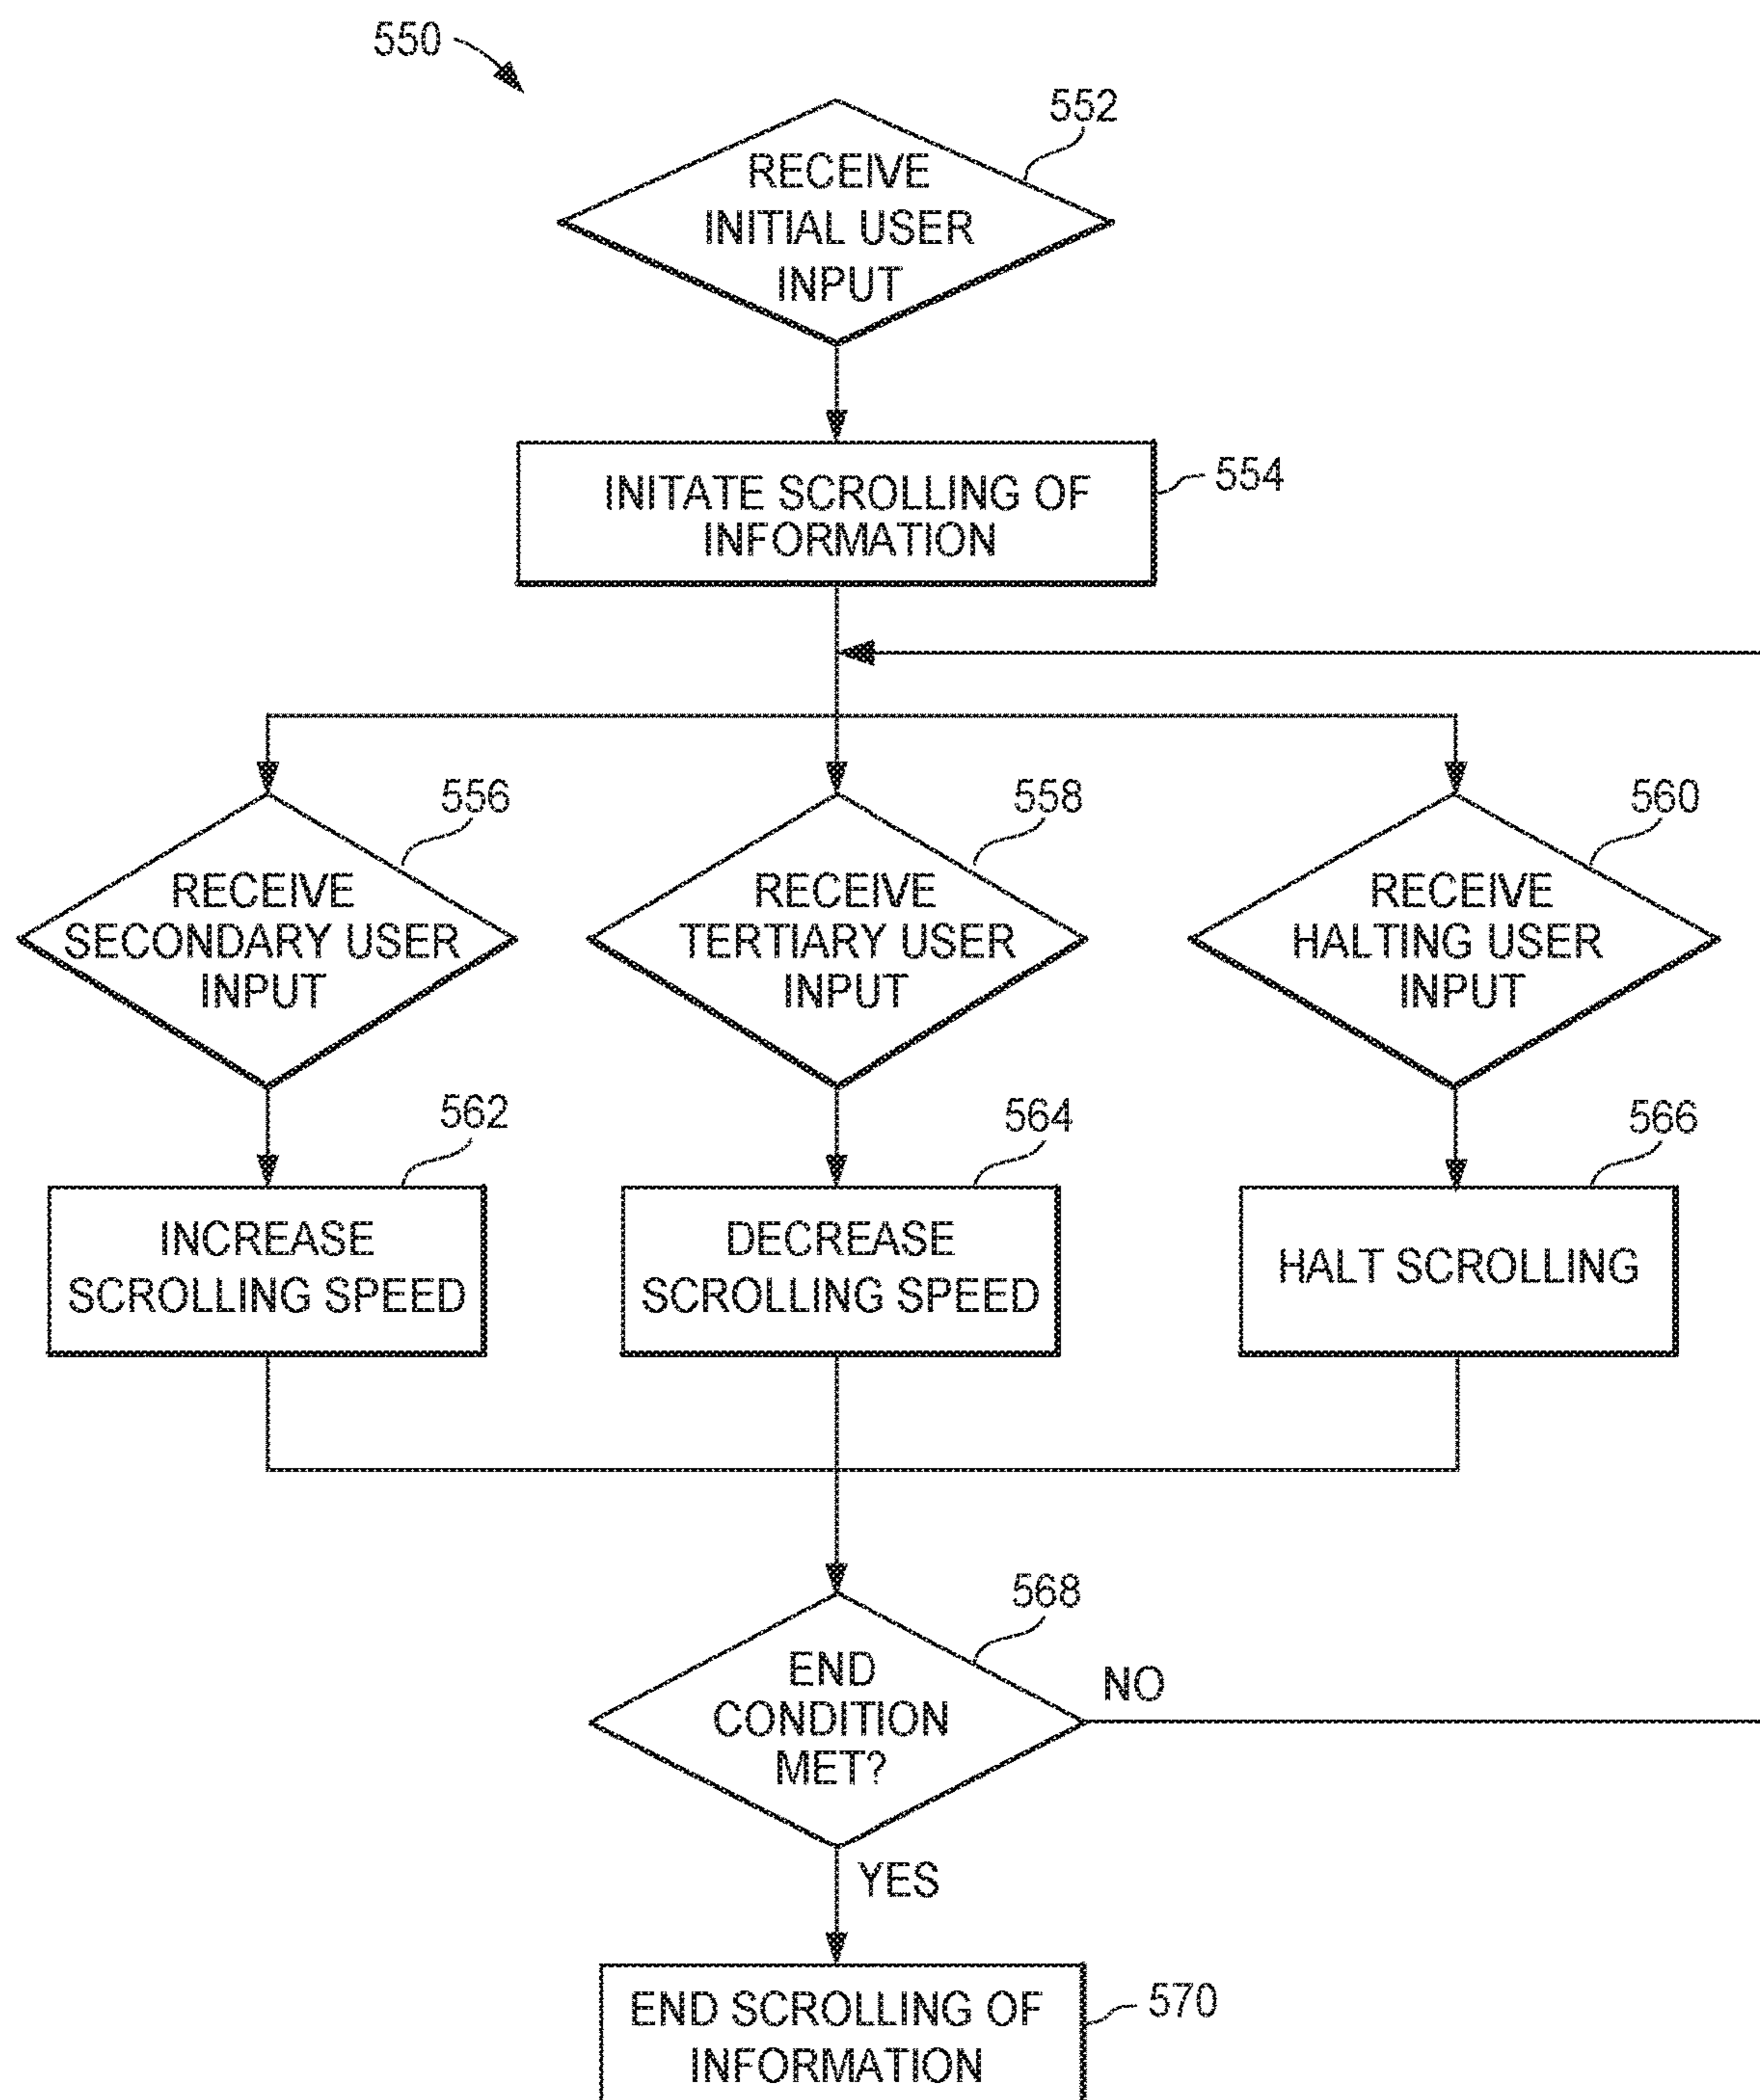 550
552
RECEIVE
INITIAL USER
INPUT
554
INITATE SCROLLING OF
INFORMATION
556
558
560
RECEIVE
SECONDARY USER
INPUT
RECEIVE
TERTIARY USER
INPUT
RECEIVE
HALTING USER
INPUT
562
564
566
INCREASE
SCROLLING SPEED
DECREASE
SCROLLING SPEED
HALT SCROLLING
568
END
CONDITION
MET?
NO
YES
END SCROLLING OF
INFORMATION
570